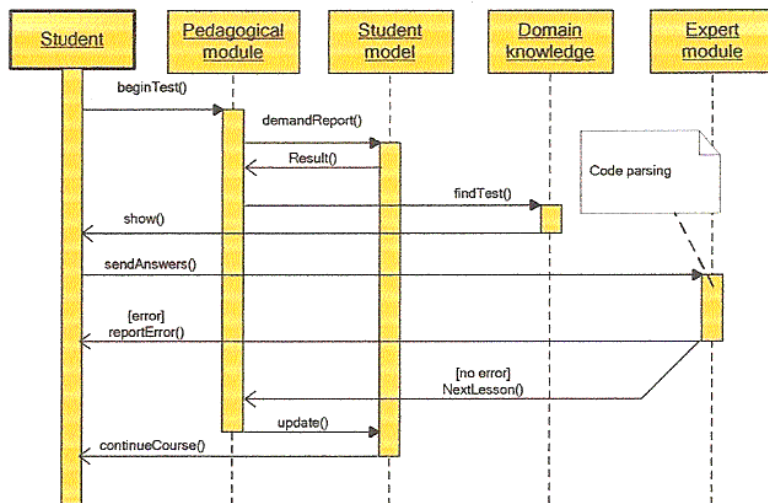 Student
Pedagogical
module
Student
model
Domain
knowledge
Expert
module
beginTest()
demandReport()
Code parsing
Result()
findTest()
show()
sendAnswers()
[error]
reportError()
[no error]
NextLesson()
update()
continueCourse()